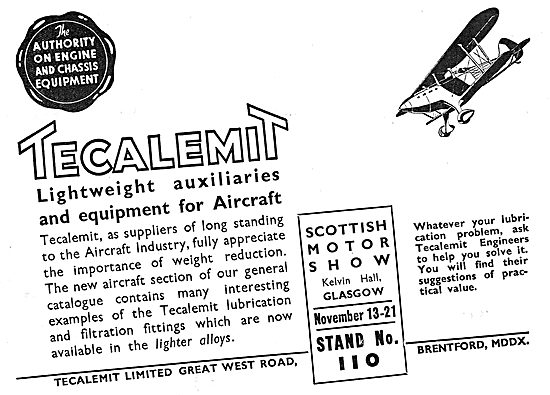 The
AUTHORITY
ON ENGINE
AND CHASSIS
EQUIPMENT
TECALEMIT
Lightweight auxiliaries
and equipment for Aircraft
Tecalemit, as suppliers of long standing
to the Aircraft Industry, fully appreciate
the importance of weight reduction.
The new aircraft section of our general
catalogue contains many interesting
examples of the Tecalemit lubrication
and filtration fittings which are now
available in the lighter alloys.
SCOTTISH
MOTOR
SHOW
Kelvin Hall,
GLASGOW
November 13-21
STAND No.
110
Whatever your lubri-
cation problem, ask
Tecalemit Engineers
to help you solve it.
You will find their
suggestions of prac-
tical value.
TECALEMIT LIMITED GREAT WEST ROAD,
BRENTFORD, MDDX.